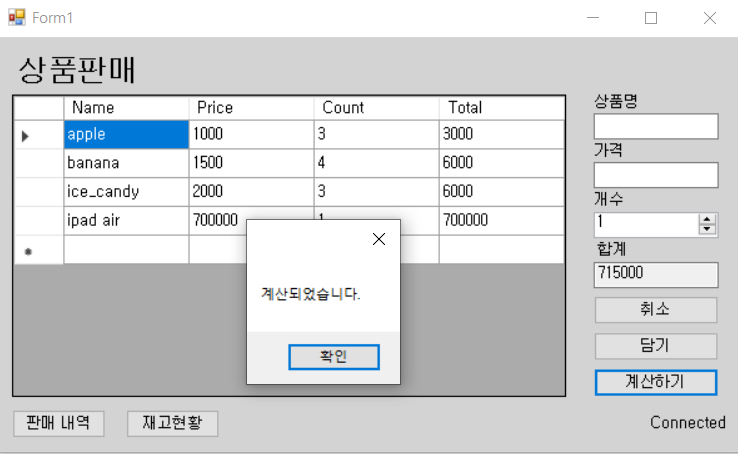 Form1
상품판매
Name Price Count Total
apple 1000 3 3000
banana 1500 4 6000
ice_candy 2000 3 6000
ipad air 700000 1 700000
상품명
가격
개수
1
합계
715000
취소
담기
계산하기
계산되었습니다.
확인
판매 내역 재고현황 Connected